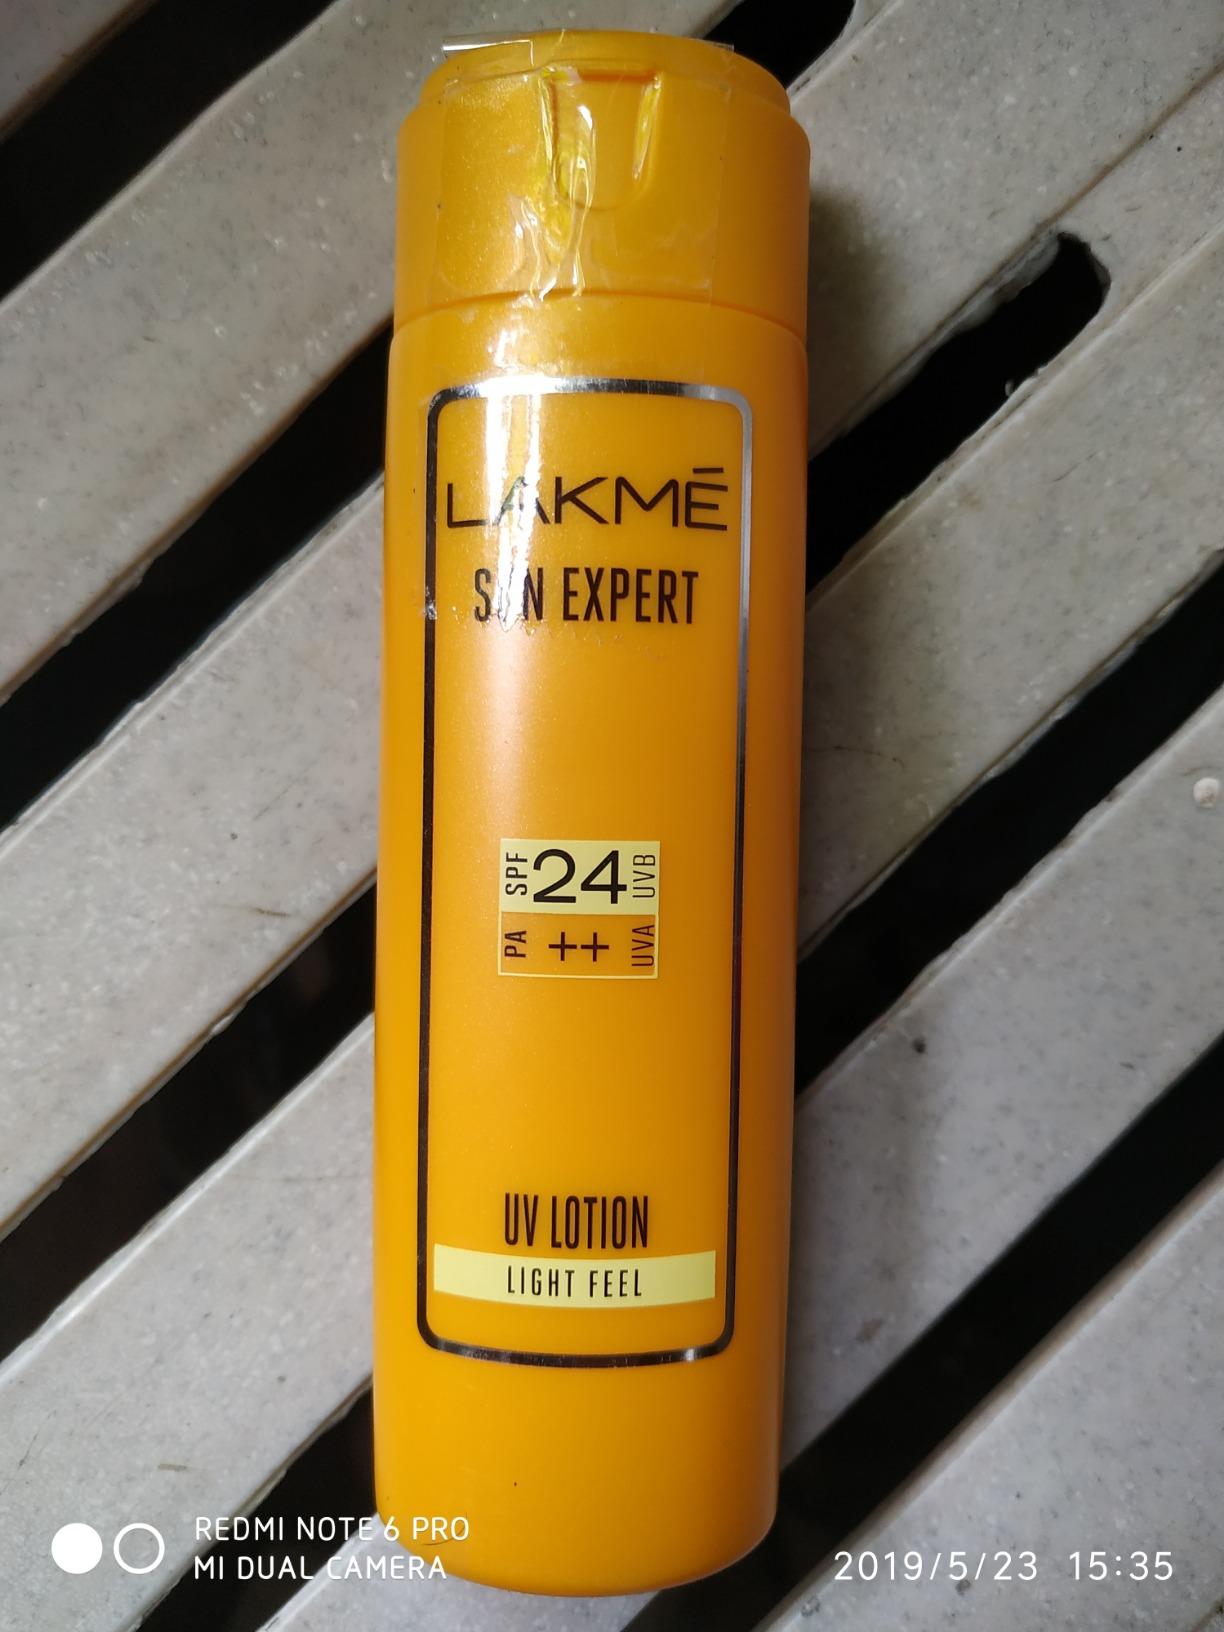 LAKMÉ
SUN EXPERT
SPF 24 UVB
PA ++ UVA
UV LOTION
LIGHT FEEL
REDMI NOTE 6 PRO
MI DUAL CAMERA
2019/5/23 15:35